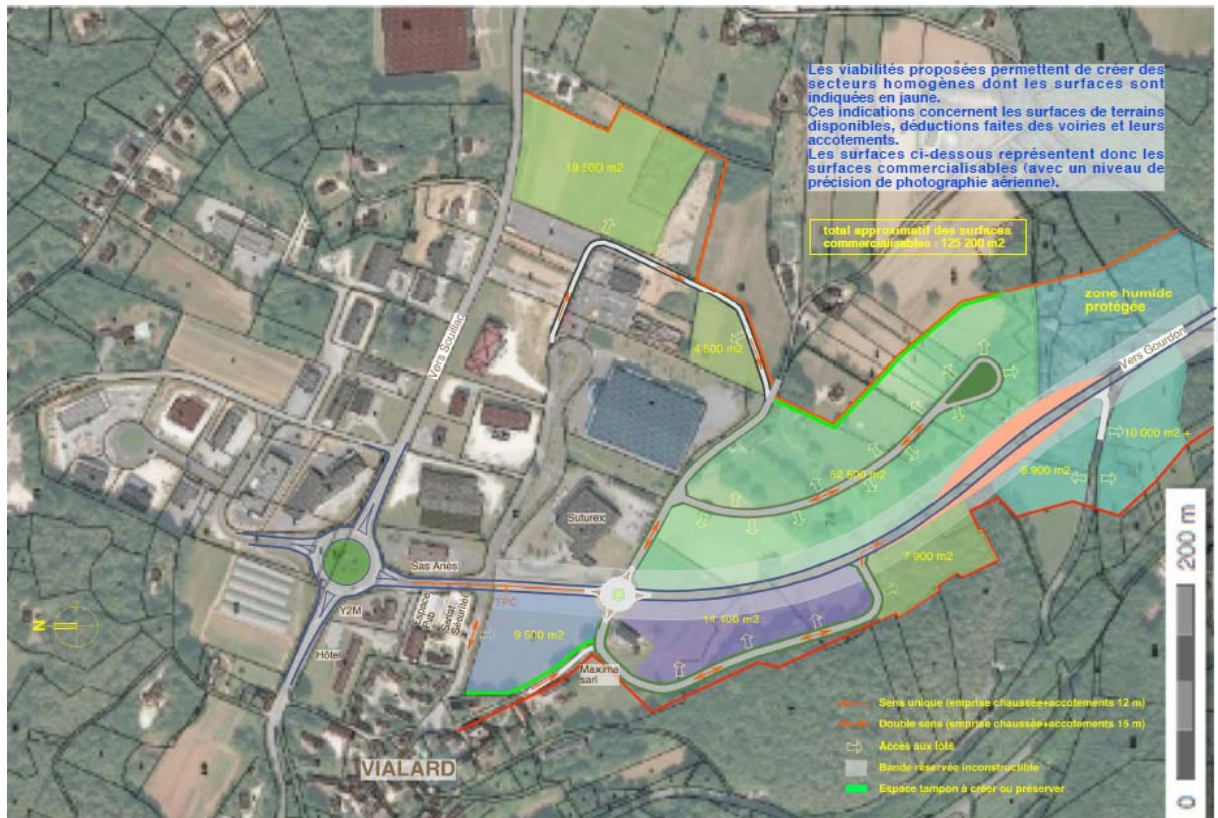 Les viabilités proposées permettent de créer des
secteurs homogènes dont les surfaces sont
indiquées en jaune.
Ces indications concernent les surfaces de terrains
disponibles, déductions faites des voiries et leurs
accotements.
Les surfaces ci-dessous représentent donc les
surfaces commercialisables (avec un niveau de
précision de photographie aérienne).
19 500 m2
total approximatif des surfaces
commercialisables : 125 200 m2
zone humide
protégée
Vers Gourdon
Vers Souillac
4 500 m2
10 000 m2 +
52 500 m2
6 900 m2
Suturex
7 900 m2
Sas Ariès
TPC
Y2M
Espace
Pvb
Sécuritel
9 500 m2
14 400 m2
N
Hôtel
Maxima
sarl
VIALARD
Sens unique (emprise chaussée+accotements 12 m)
Double sens (emprise chaussée+accotements 15 m)
Accès aux lots
Bande réservée inconstructible
Espace tampon à créer ou préserver
0
200 m